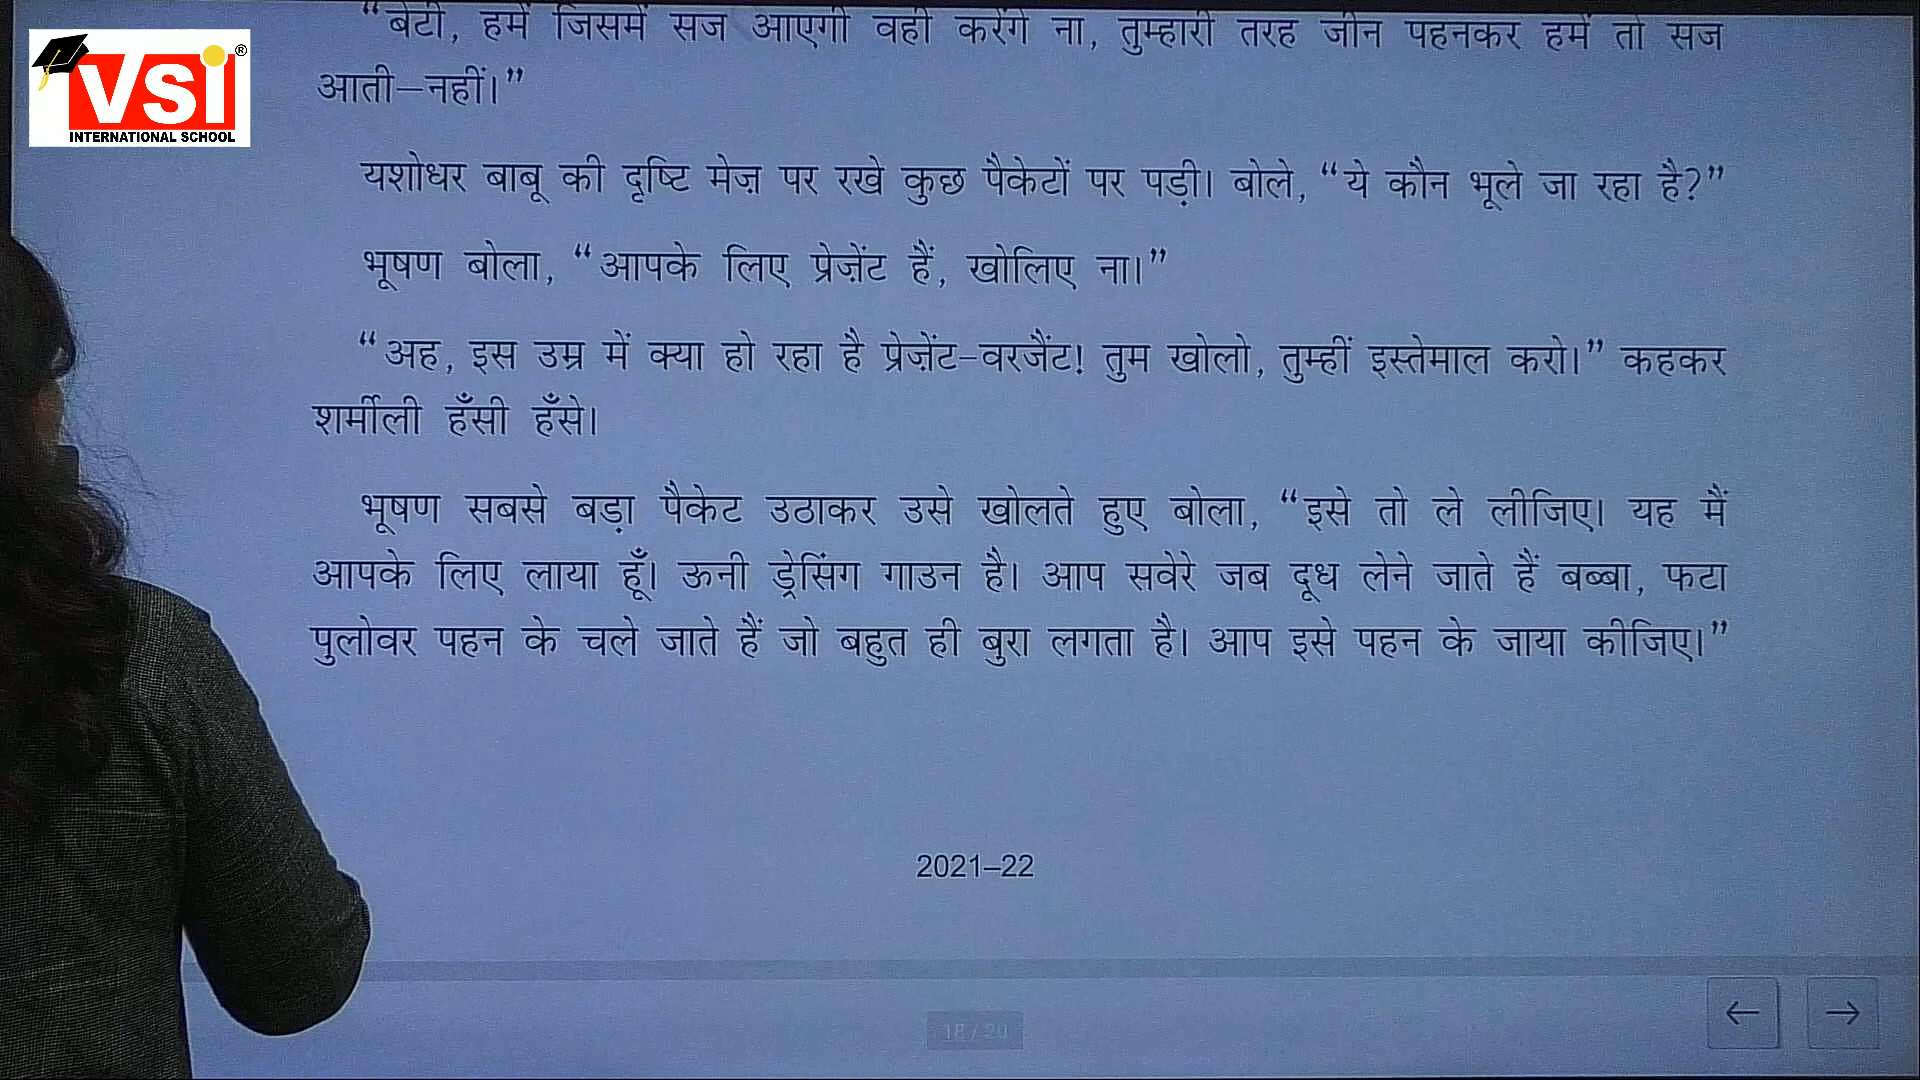 VSI®
INTERNATIONAL SCHOOL
“बेटी, हमें जिसमें सज आएगी वही करेंगे ना, तुम्हारी तरह जीन पहनकर हमें तो सज
आती–नहीं।”
यशोधर बाबू की दृष्टि मेज़ पर रखे कुछ पैकेटों पर पड़ी। बोले, “ये कौन भूले जा रहा है?”
भूषण बोला, “आपके लिए प्रेज़ेंट हैं, खोलिए ना।”
“अह, इस उम्र में क्या हो रहा है प्रेज़ेंट-वरजैंट! तुम खोलो, तुम्हीं इस्तेमाल करो।” कहकर
शर्मीली हँसी हँसे।
भूषण सबसे बड़ा पैकेट उठाकर उसे खोलते हुए बोला, “इसे तो ले लीजिए। यह मैं
आपके लिए लाया हूँ। ऊनी ड्रेसिंग गाउन है। आप सवेरे जब दूध लेने जाते हैं बब्बा, फटा
पुलोवर पहन के चले जाते हैं जो बहुत ही बुरा लगता है। आप इसे पहन के जाया कीजिए।”
2021–22
18 / 20